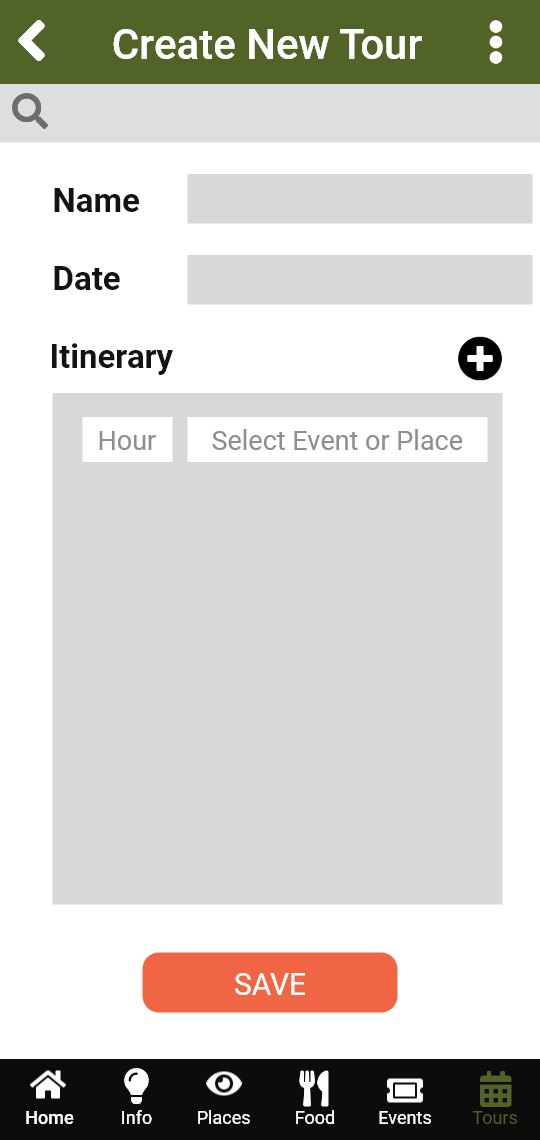 Create New Tour
Name
Date
Itinerary
Hour Select Event or Place
SAVE
Home Info Places Food Events Tours